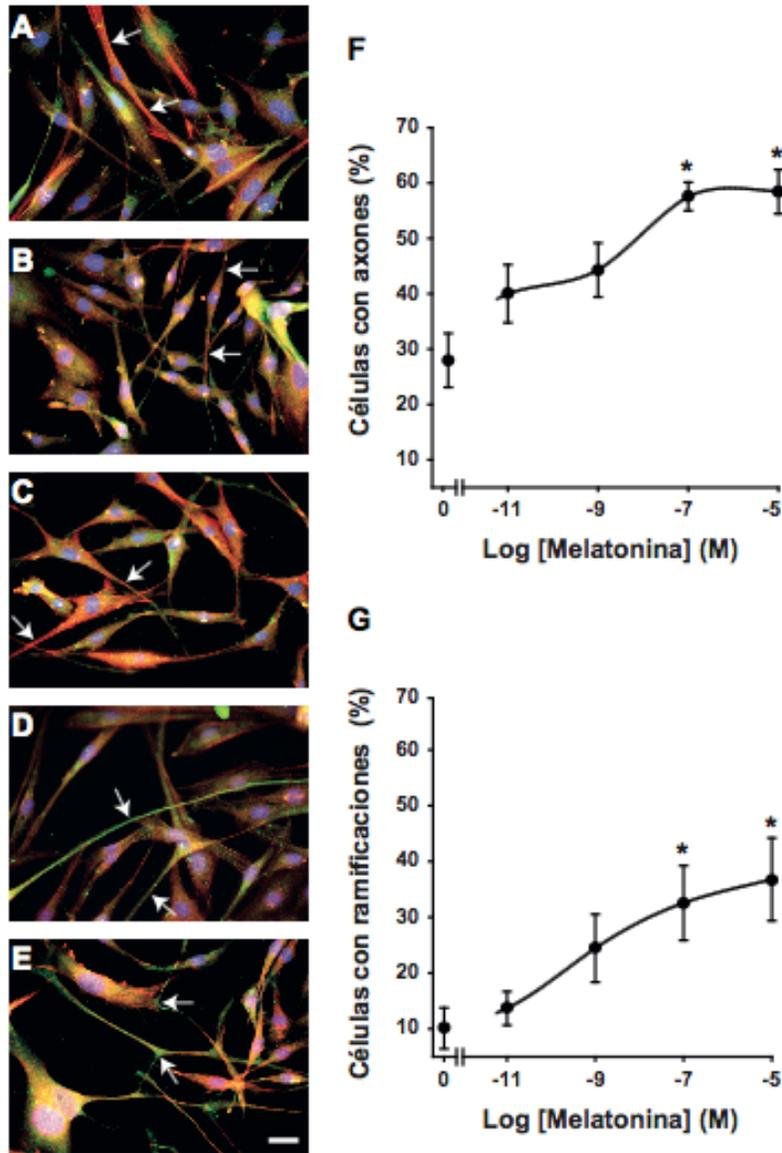 A
B
C
D
E
F
Células con axones (%)
70
60
50
40
30
20
10
* *
0 -11 -9 -7 -5
Log [Melatonina] (M)
G
Células con ramificaciones (%)
70
60
50
40
30
20
10
* *
0 -11 -9 -7 -5
Log [Melatonina] (M)